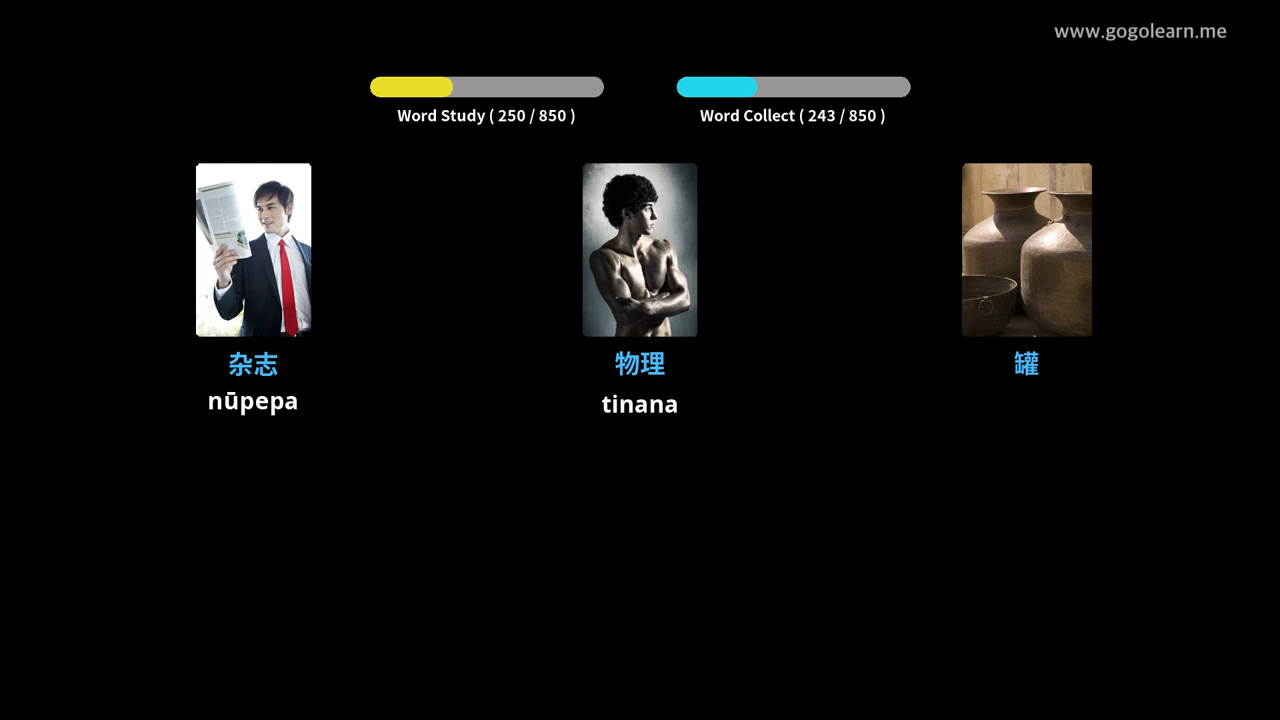 www.gogolearn.me
Word Study ( 250 / 850 )
Word Collect ( 243 / 850 )
杂志
物理
罐
nūpepa
tinana